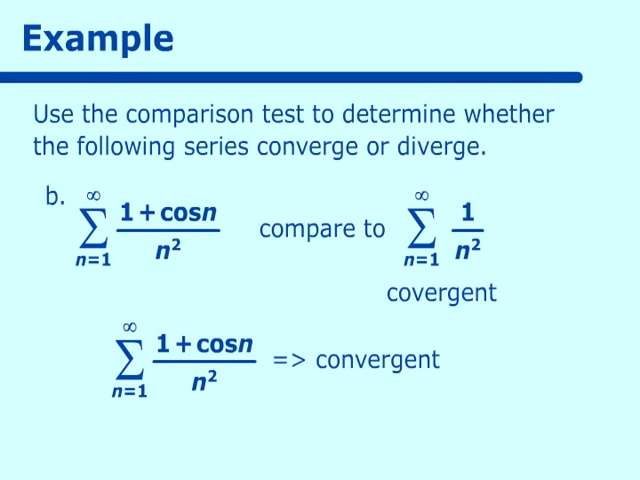 Example
Use the comparison test to determine whether
the following series converge or diverge.
b. ∞ ∑ n=1 1 + cosn / n² compare to ∞ ∑ n=1 1 / n²
covergent
∞ ∑ n=1 1 + cosn / n² => convergent